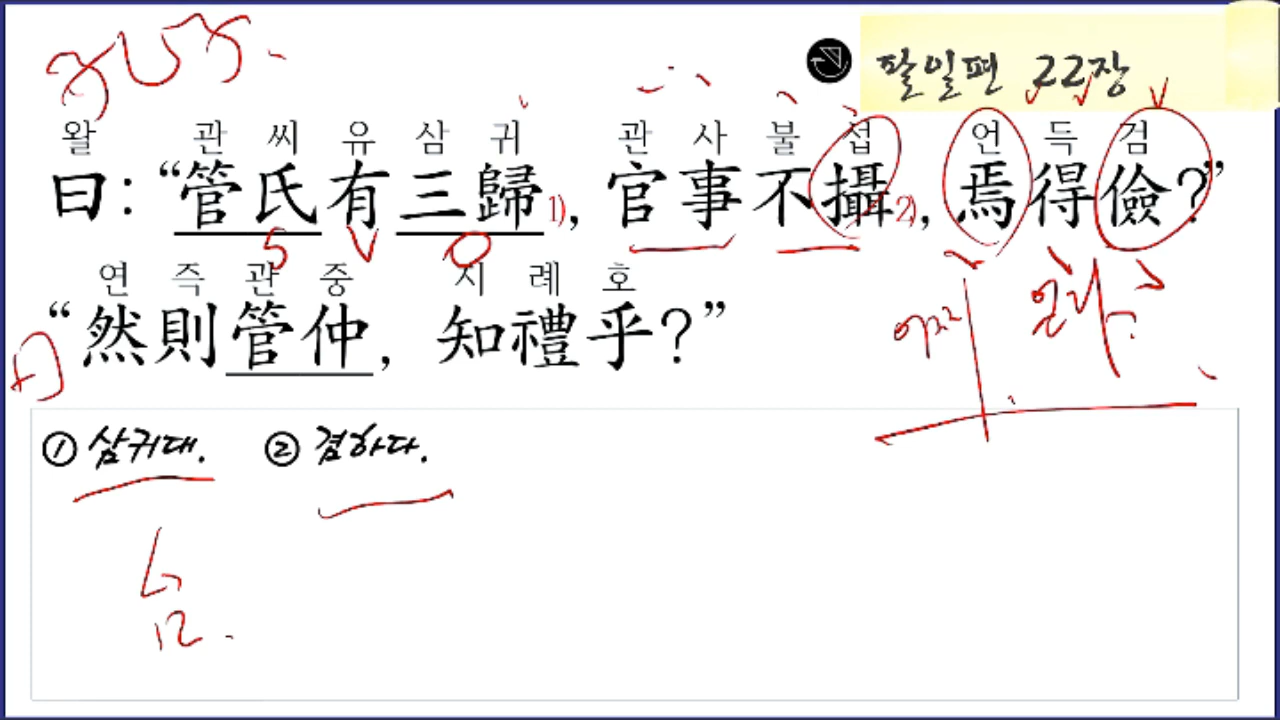 팔일편 22장
왈 관 씨 유 삼 귀 관 사 불 섭 언 득 검
曰: “管氏有三歸1), 官事不攝2), 焉得儉?”
연 즉 관 중 지 례 호
“然則管仲, 知禮乎?”
① 삼귀대. ② 겸하다.